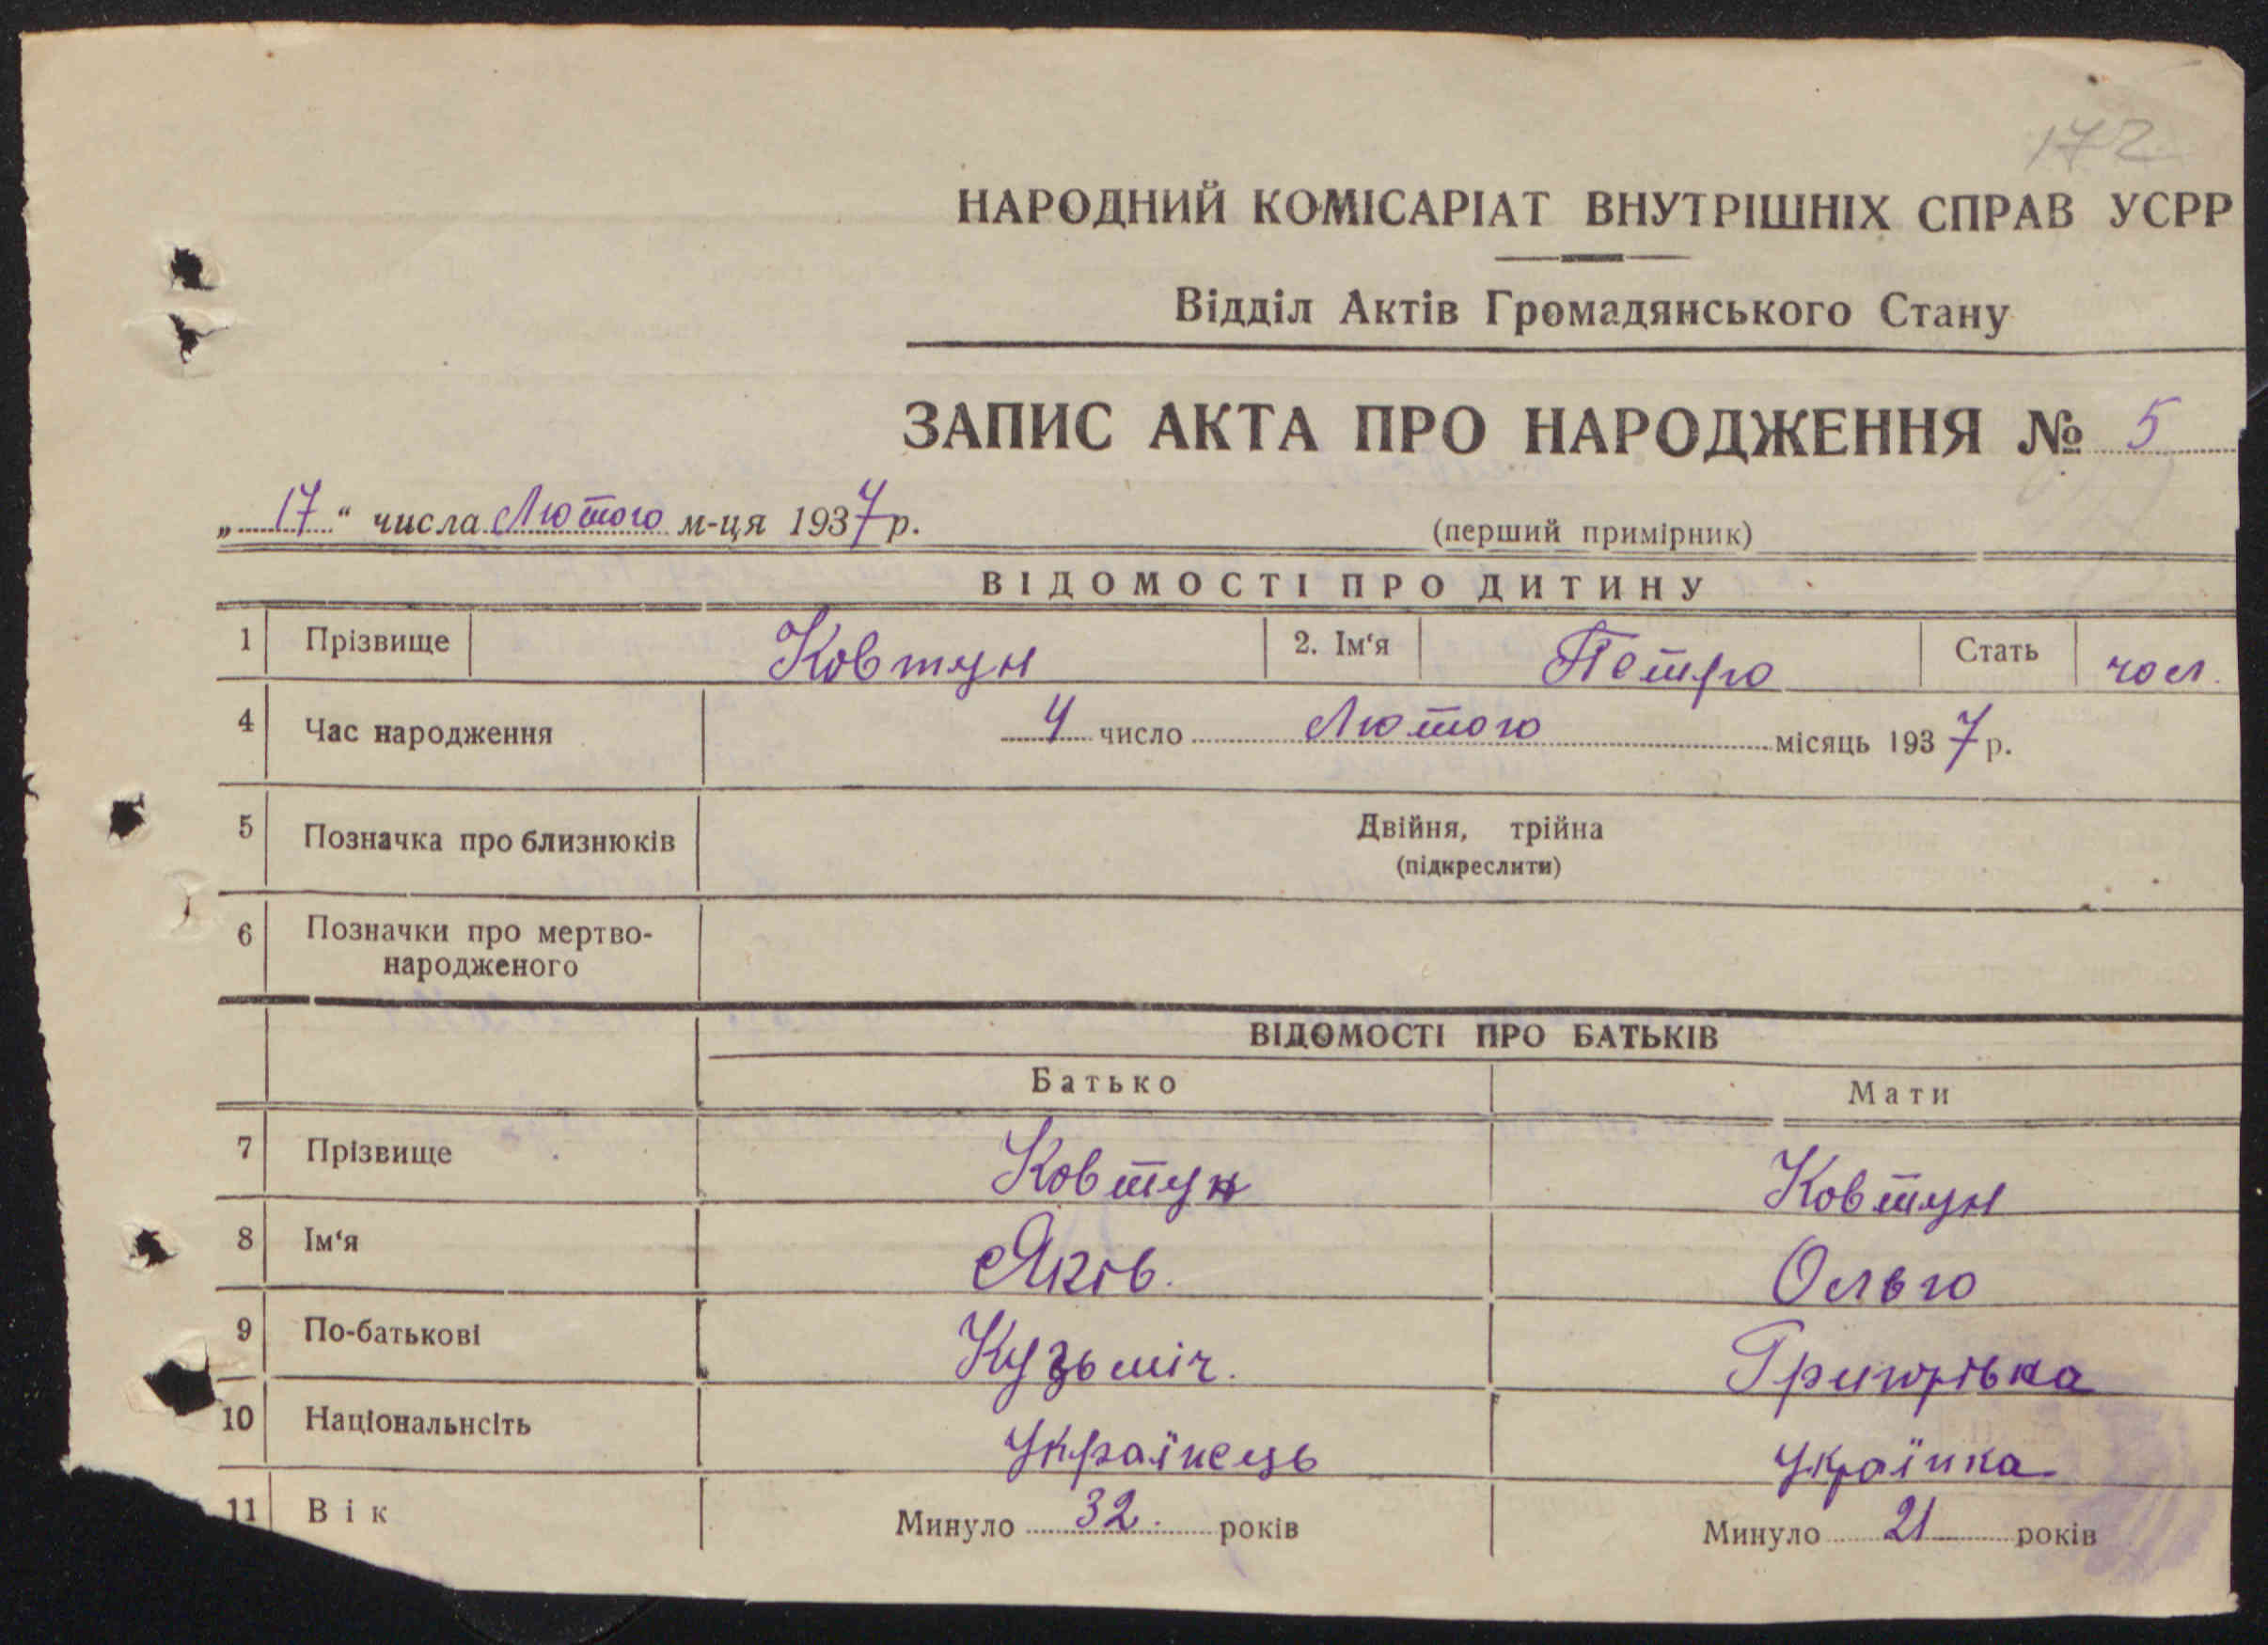 172
НАРОДНИЙ КОМІСАРІАТ ВНУТРІШНІХ СПРАВ УСРР
Відділ Актів Громадянського Стану
ЗАПИС АКТА ПРО НАРОДЖЕННЯ № 5
„17“ числа Лютого м-ця 1937 р.
(перший примірник)
ВІДОМОСТІ ПРО ДИТИНУ
1 Прізвище Ковтун 2. Ім‘я Петро Стать чол.
4 Час народження 4 число Лютого місяць 1937 р.
5 Позначка про близнюків Двійня, трійна
(підкреслити)
6 Позначки про мертво-
народженого
ВІДОМОСТІ ПРО БАТЬКІВ
Батько Мати
7 Прізвище Ковтун Ковтун
8 Ім‘я Яків. Ольга
9 По-батькові Кузьміч. Григорівна
10 Національнсіть Українець Українка
11 Вік Минуло 32. років Минуло 21 років